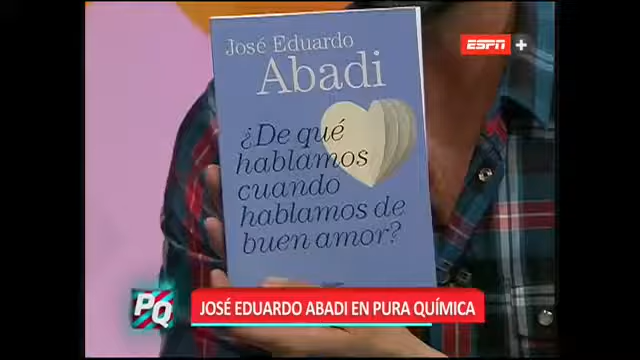 José Eduardo
Abadi
ESPN +
¿De qué
hablamos
cuando
hablamos de
buen amor?
PQ
JOSÉ EDUARDO ABADI EN PURA QUÍMICA